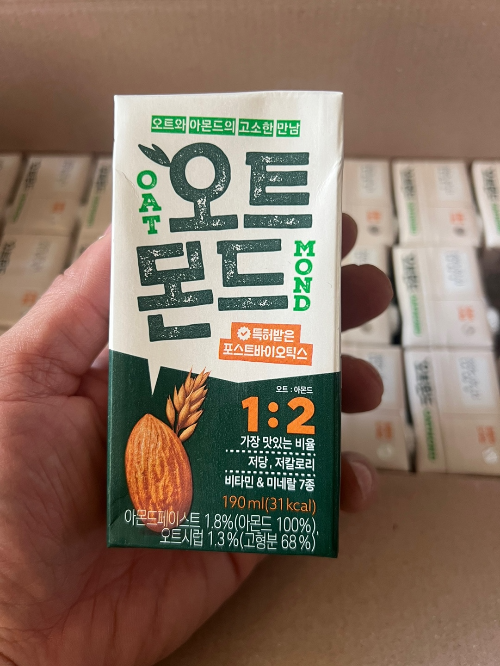 오트와 아몬드의 고소한 만남
오트
OAT
몬드
MOND
특허받은
포스트바이오틱스
오트 : 아몬드
1:2
가장 맛있는 비율
저당, 저칼로리
비타민 & 미네랄 7종
190ml(31kcal)
아몬드페이스트 1.8%(아몬드 100%),
오트시럽 1.3%(고형분 68%)